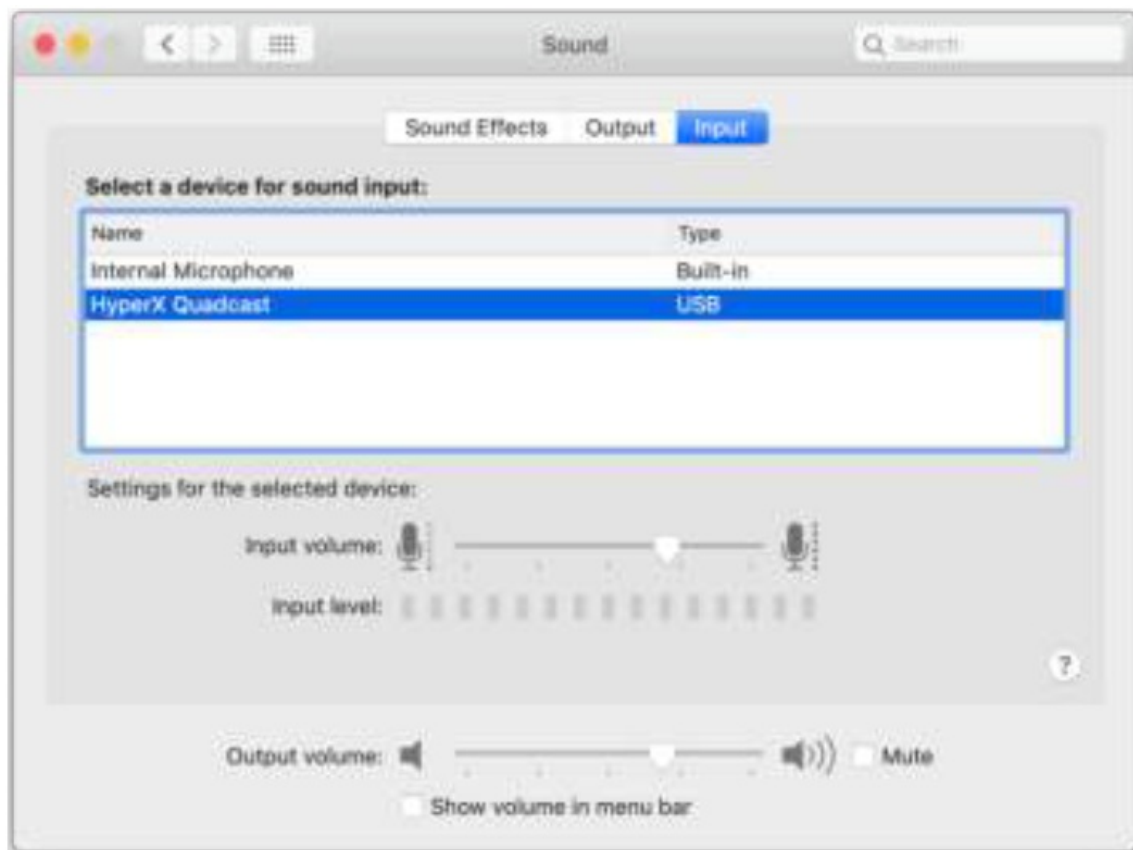 Sound
Search
Sound Effects Output Input
Select a device for sound input:
Name Type
Internal Microphone Built-in
HyperX Quadcast USB
Settings for the selected device:
Input volume:
Input level:
?
Output volume: Mute
Show volume in menu bar